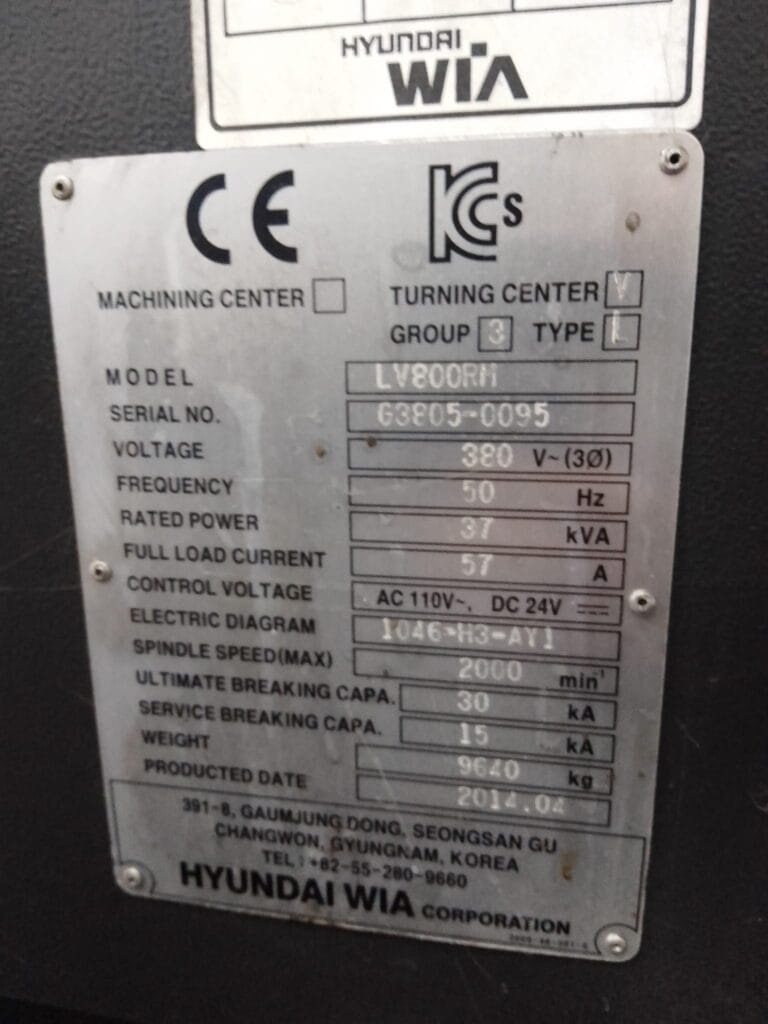 HYUNDAI
WIA
CE KCs
MACHINING CENTER TURNING CENTER V
GROUP 3 TYPE L
MODEL LV800RM
SERIAL NO. G3805-0095
VOLTAGE 380 V~(3Ø)
FREQUENCY 50 Hz
RATED POWER 37 kVA
FULL LOAD CURRENT 57 A
CONTROL VOLTAGE AC 110V~, DC 24V
ELECTRIC DIAGRAM 1046-H3-AY1
SPINDLE SPEED(MAX) 2000 min⁻¹
ULTIMATE BREAKING CAPA. 30 kA
SERVICE BREAKING CAPA. 15 kA
WEIGHT 9640 kg
PRODUCTED DATE 2014.04
391-8, GAUMJUNG DONG, SEONGSAN GU
CHANGWON, GYUNGNAM, KOREA
TEL : +82-55-280-9660
HYUNDAI WIA CORPORATION